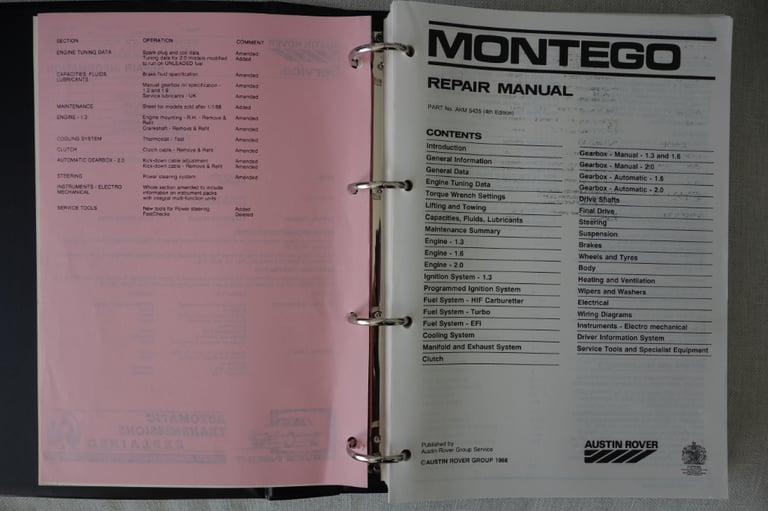 SECTION OPERATION COMMENT
ENGINE TUNING DATA Spark plug and coil data Amended
Tuning data for 2.0 models modified Added
to run on UNLEADED fuel
CAPACITIES, FLUIDS, Brake fluid specification Amended
LUBRICANTS
Manual gearbox oil specification - Amended
1.3 and 1.6
Service lubricants - UK Amended
MAINTENANCE Sheet for models sold after 1/1/88 Added
ENGINE - 1.3 Engine mounting - R.H. - Remove & Amended
Refit
Crankshaft - Remove & Refit Amended
COOLING SYSTEM Thermostat - Test Amended
CLUTCH Clutch cable - Remove & Refit Amended
AUTOMATIC GEARBOX - 2.0 Kick-down cable adjustment Amended
Kick-down cable - Remove & Refit Amended
STEERING Power steering system Amended
INSTRUMENTS - ELECTRO Whole section amended to include
MECHANICAL information on instrument packs
with integral multi-function units
SERVICE TOOLS New tools for Power steering Added
FastChecks Deleted
MONTEGO
REPAIR MANUAL
PART No. AKM 5405 (4th Edition)
CONTENTS
Introduction
General Information
General Data
Engine Tuning Data
Torque Wrench Settings
Lifting and Towing
Capacities, Fluids, Lubricants
Maintenance Summary
Engine - 1.3
Engine - 1.6
Engine - 2.0
Ignition System - 1.3
Programmed Ignition System
Fuel System - HIF Carburetter
Fuel System - Turbo
Fuel System - EFi
Cooling System
Manifold and Exhaust System
Clutch
Gearbox - Manual - 1.3 and 1.6
Gearbox - Manual - 2.0
Gearbox - Automatic - 1.6
Gearbox - Automatic - 2.0
Drive Shafts
Final Drive
Steering
Suspension
Brakes
Wheels and Tyres
Body
Heating and Ventilation
Wipers and Washers
Electrical
Wiring Diagrams
Instruments - Electro mechanical
Driver Information System
Service Tools and Specialist Equipment
Published by
Austin Rover Group Service
©AUSTIN ROVER GROUP 1988
AUSTIN ROVER